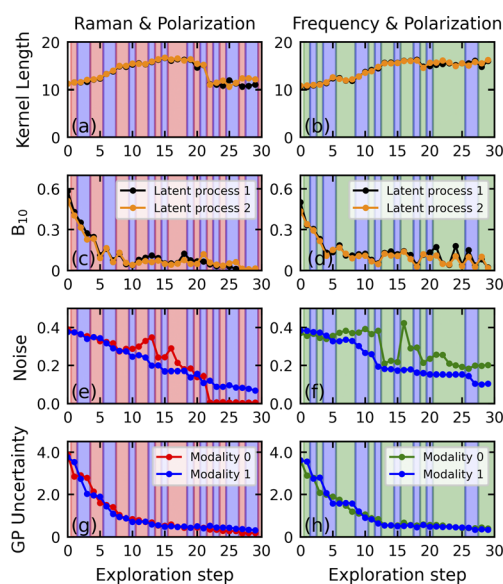 Raman & Polarization Frequency & Polarization
Kernel Length
20
10
0
(a)
0 5 10 15 20 25 30
20
10
0
(b)
0 5 10 15 20 25 30
B10
0.6
0.3
0
Latent process 1
Latent process 2
(c)
0 5 10 15 20 25 30
0.6
0.3
0
Latent process 1
Latent process 2
(d)
0 5 10 15 20 25 30
Noise
0.4
0.2
0.0
(e)
0 5 10 15 20 25 30
0.4
0.2
0.0
(f)
0 5 10 15 20 25 30
GP Uncertainty
4.0
2.0
0
Modality 0
Modality 1
(g)
0 5 10 15 20 25 30
Exploration step
4.0
2.0
0
Modality 0
Modality 1
(h)
0 5 10 15 20 25 30
Exploration step